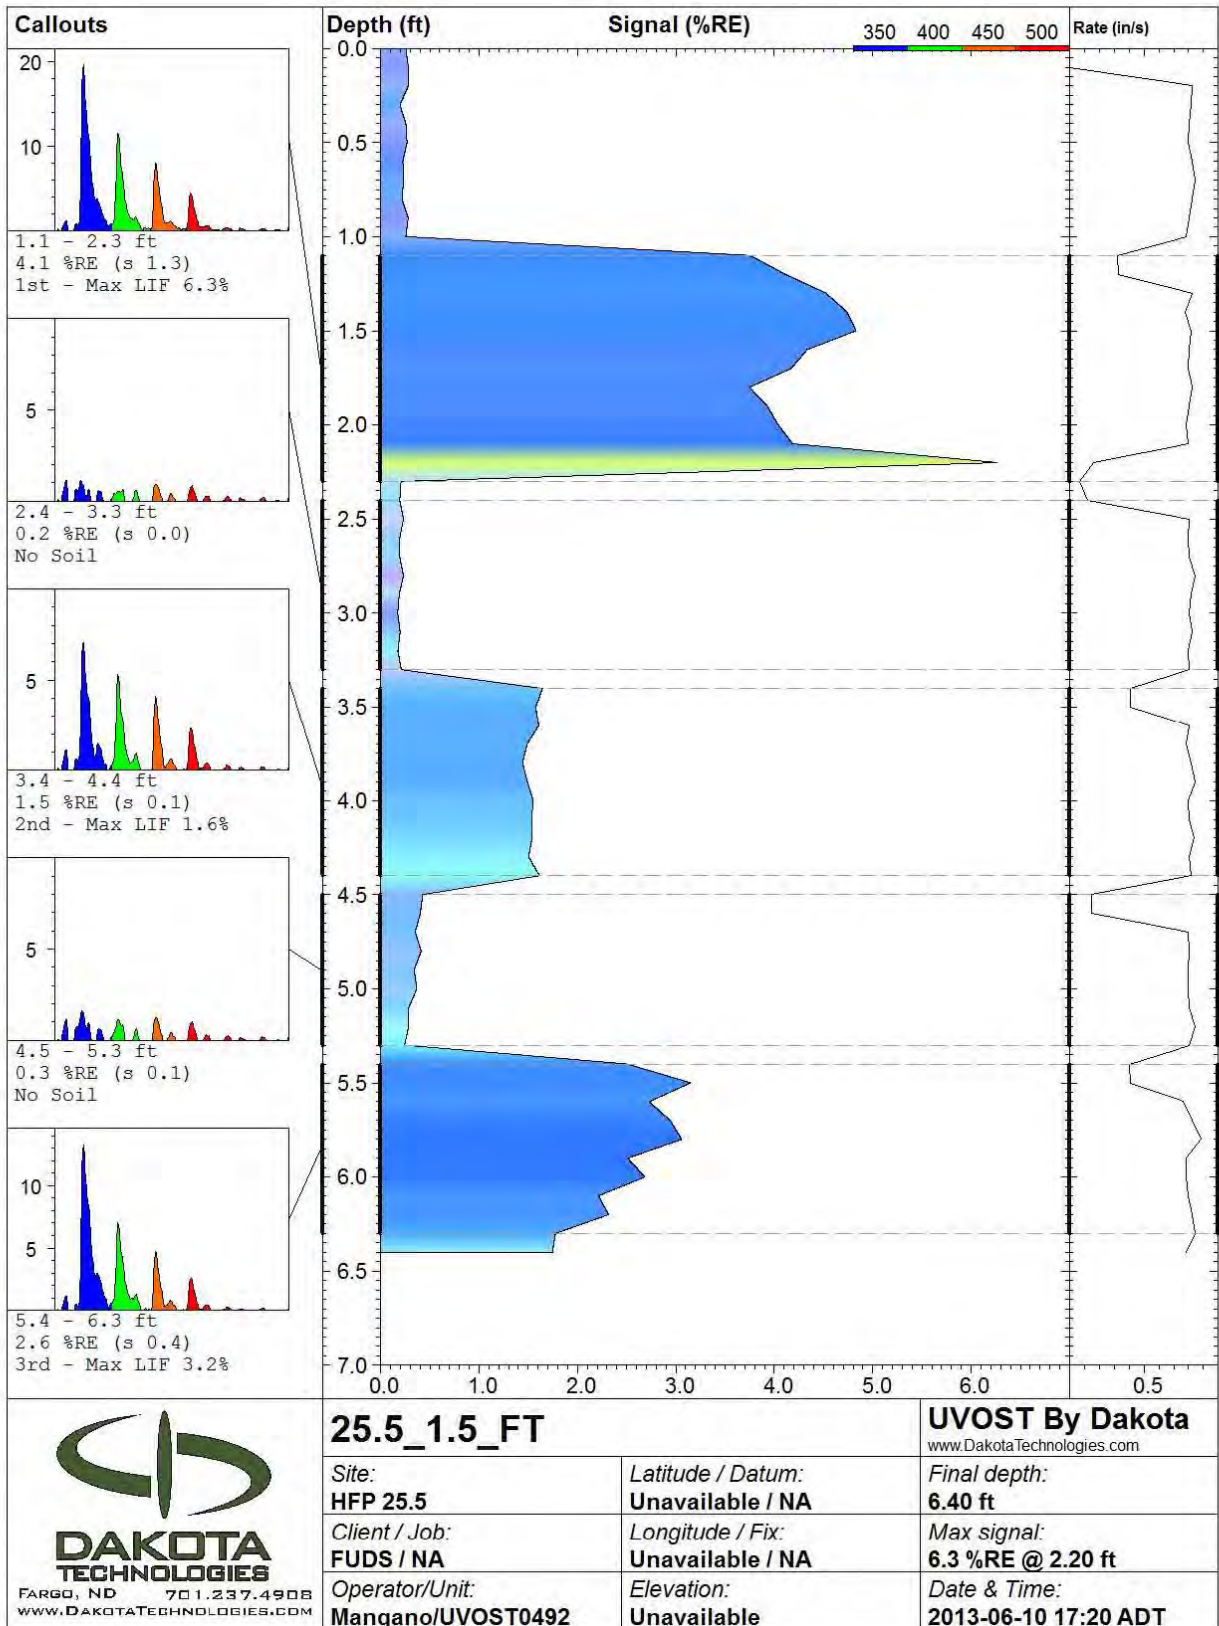 Callouts
Depth (ft)
Signal (%RE)
350 400 450 500
Rate (in/s)
20
10
1.1 - 2.3 ft
4.1 %RE (s 1.3)
1st - Max LIF 6.3%
5
2.4 - 3.3 ft
0.2 %RE (s 0.0)
No Soil
5
3.4 - 4.4 ft
1.5 %RE (s 0.1)
2nd - Max LIF 1.6%
5
4.5 - 5.3 ft
0.3 %RE (s 0.1)
No Soil
10
5
5.4 - 6.3 ft
2.6 %RE (s 0.4)
3rd - Max LIF 3.2%
0.0
0.5
1.0
1.5
2.0
2.5
3.0
3.5
4.0
4.5
5.0
5.5
6.0
6.5
7.0
0.0 1.0 2.0 3.0 4.0 5.0 6.0
0.5
DAKOTA
TECHNOLOGIES
FARGO, ND 701.237.4908
WWW.DAKOTATECHNOLOGIES.COM
25.5_1.5_FT
UVOST By Dakota
www.DakotaTechnologies.com
Site:
HFP 25.5
Latitude / Datum:
Unavailable / NA
Final depth:
6.40 ft
Client / Job:
FUDS / NA
Longitude / Fix:
Unavailable / NA
Max signal:
6.3 %RE @ 2.20 ft
Operator/Unit:
Mangano/UVOST0492
Elevation:
Unavailable
Date & Time:
2013-06-10 17:20 ADT